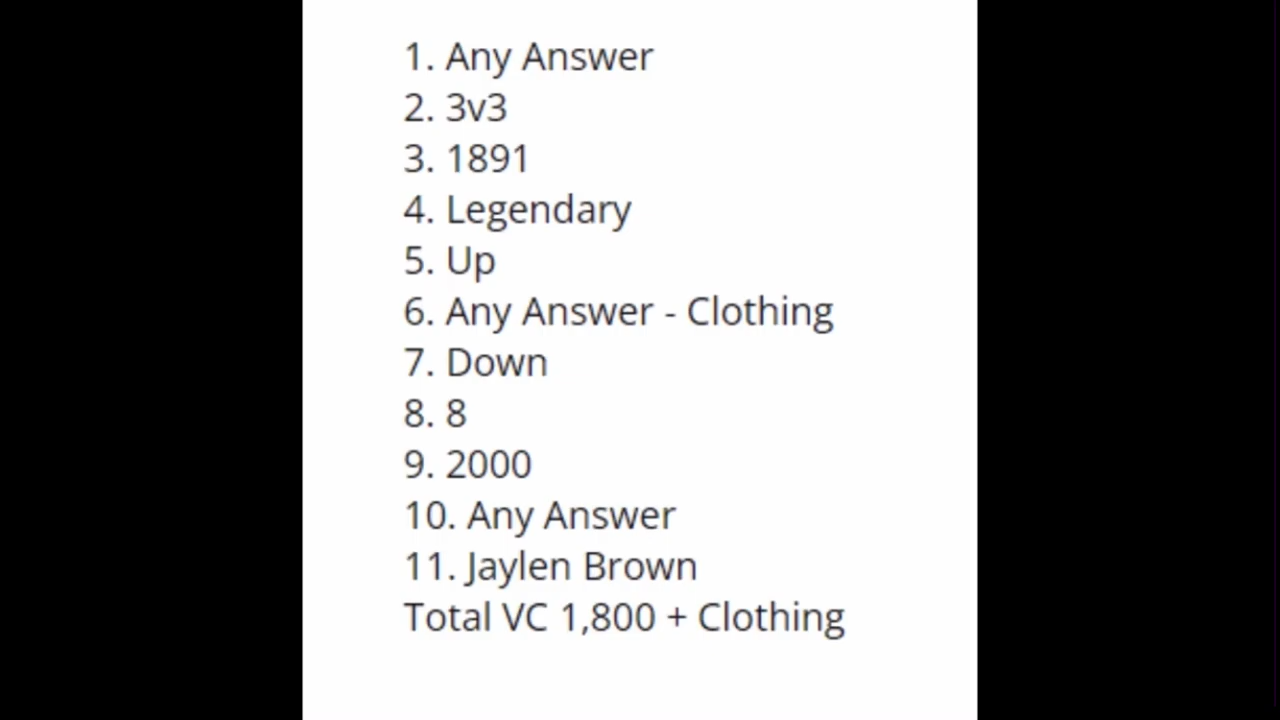 1. Any Answer
2. 3v3
3. 1891
4. Legendary
5. Up
6. Any Answer - Clothing
7. Down
8. 8
9. 2000
10. Any Answer
11. Jaylen Brown
Total VC 1,800 + Clothing